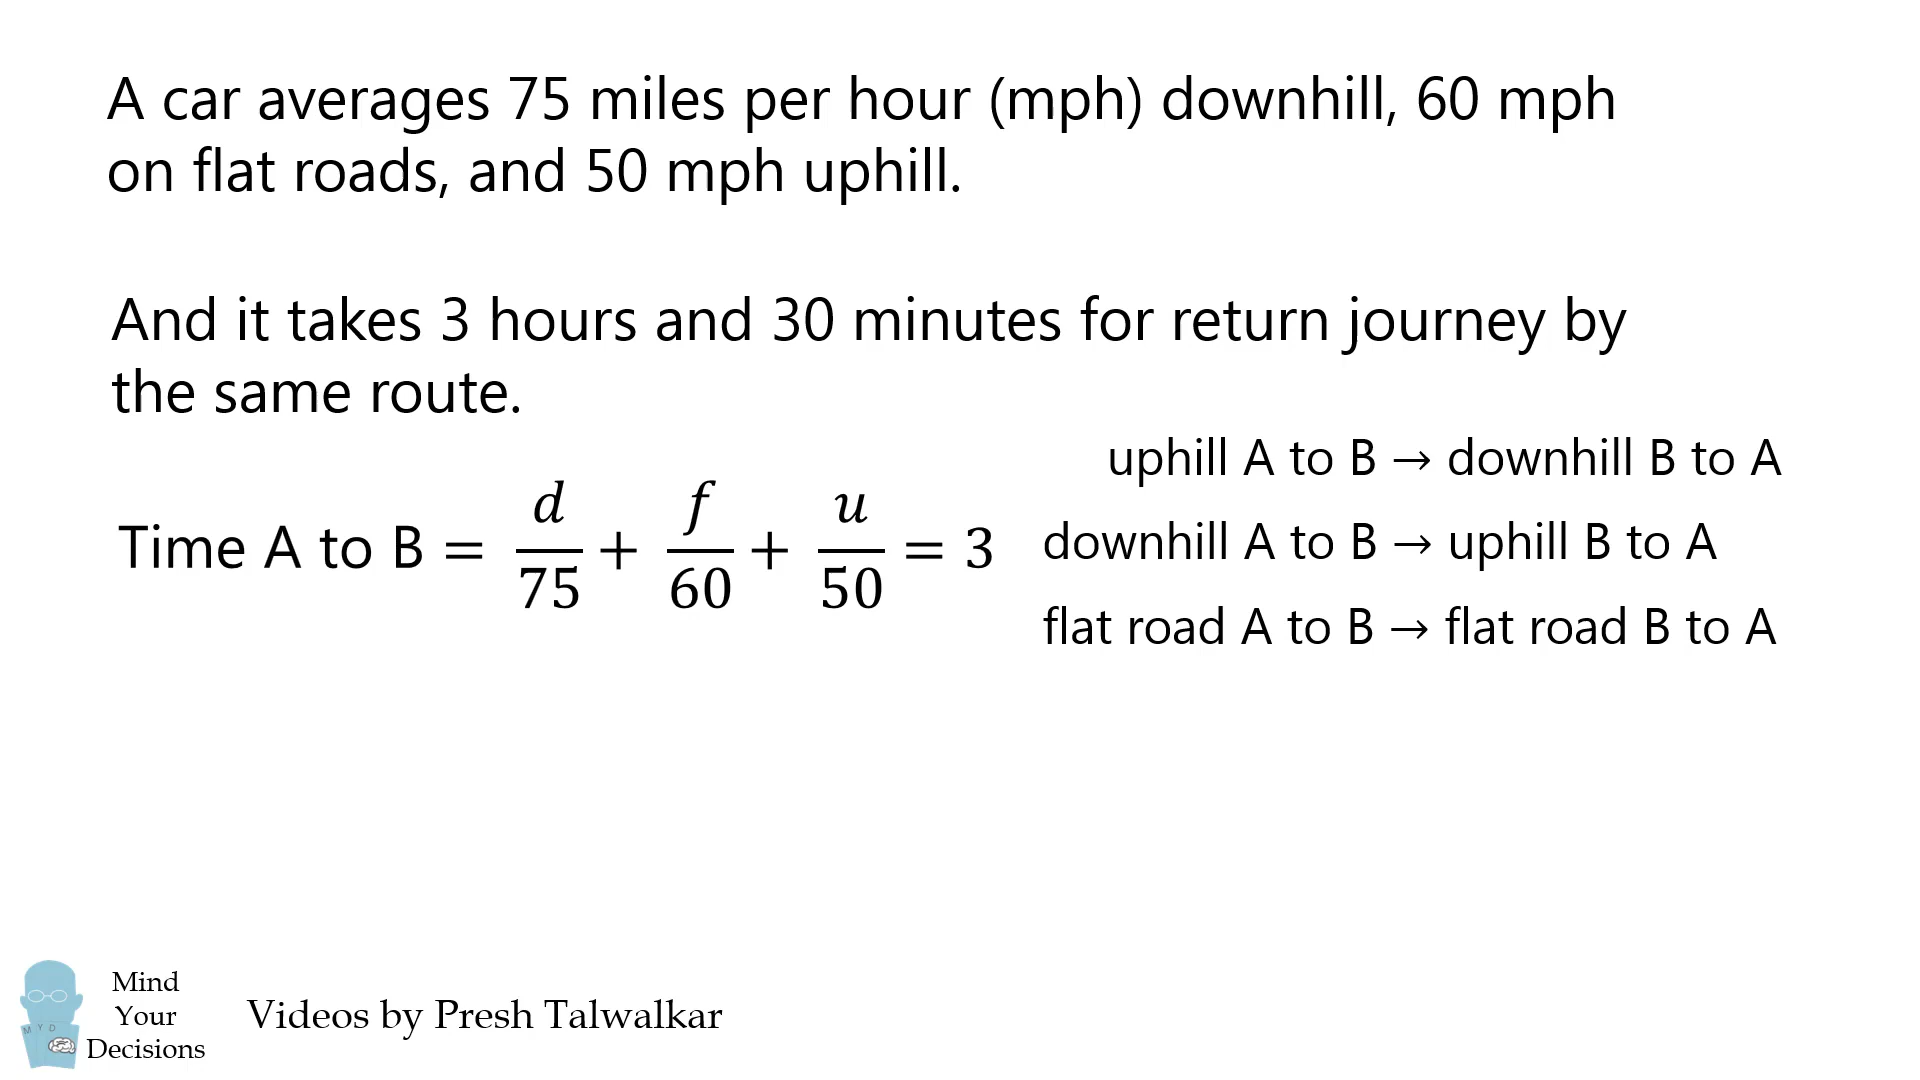 A car averages 75 miles per hour (mph) downhill, 60 mph
on flat roads, and 50 mph uphill.
And it takes 3 hours and 30 minutes for return journey by
the same route.
Time A to B = d/75 + f/60 + u/50 = 3
uphill A to B → downhill B to A
downhill A to B → uphill B to A
flat road A to B → flat road B to A
M Y D
Mind
Your
Decisions
Videos by Presh Talwalkar